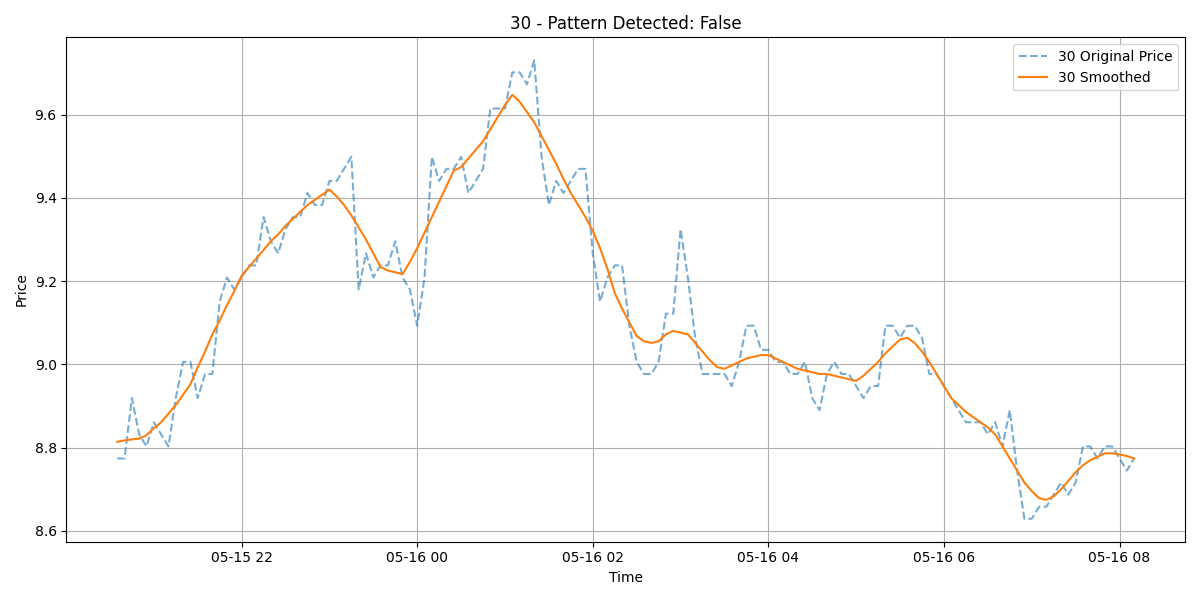 30 - Pattern Detected: False
30 Original Price
30 Smoothed
Price
9.6
9.4
9.2
9.0
8.8
8.6
05-15 22
05-16 00
05-16 02
05-16 04
05-16 06
05-16 08
Time